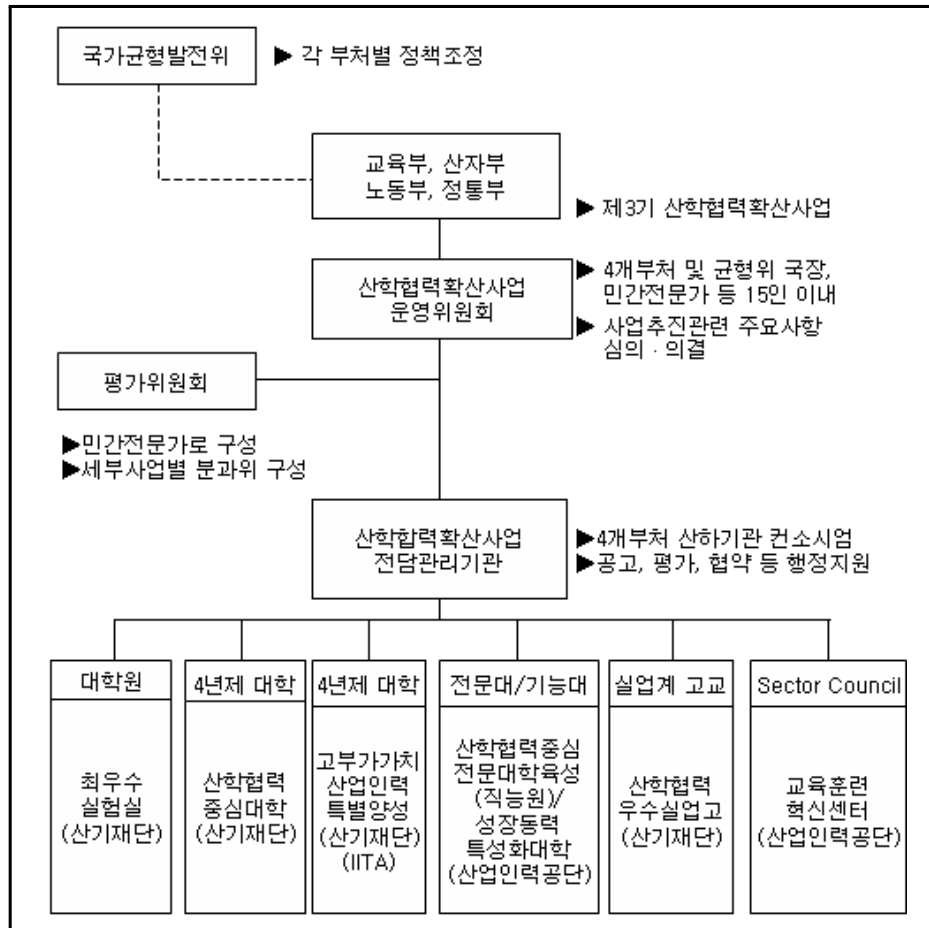 국가균형발전위
▶ 각 부처별 정책조정
교육부, 산자부
노동부, 정통부
▶ 제3기 산학협력확산사업
산학협력확산사업
운영위원회
▶ 4개부처 및 균형위 국장,
민간전문가 등 15인 이내
▶ 사업추진관련 주요사항
심의·의결
평가위원회
▶민간전문가로 구성
▶세부사업별 분과위 구성
산학합력확산사업
전담관리기관
▶4개부처 산하기관 컨소시엄
▶공고, 평가, 협약 등 행정지원
대학원
최우수
실험실
(산기재단)
4년제 대학
산학협력
중심대학
(산기재단)
4년제 대학
고부가가치
산업인력
특별양성
(산기재단)
(IITA)
전문대/기능대
산학협력중심
전문대학육성
(직능원)/
성장동력
특성화대학
(산업인력공단)
실업계 고교
산학협력
우수실업고
(산기재단)
Sector Council
교육훈련
혁신센터
(산업인력공단)